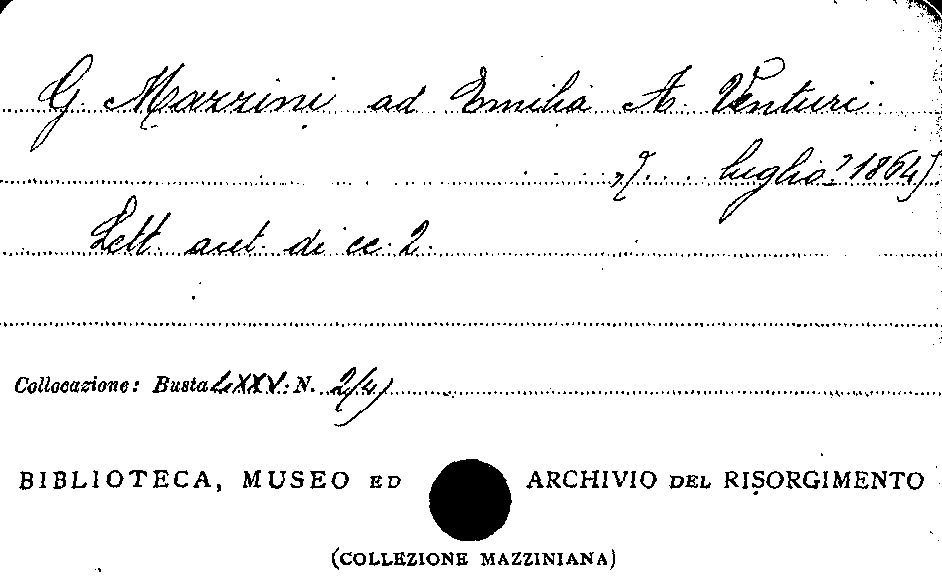 G. Mazzini ad Emilia A. Venturi.
[... luglio? 1864].
Lett. aut. di cc. 2.
Collocazione: Busta LXXV. N. 2(4)
BIBLIOTECA, MUSEO ED ARCHIVIO DEL RISORGIMENTO
(COLLEZIONE MAZZINIANA)